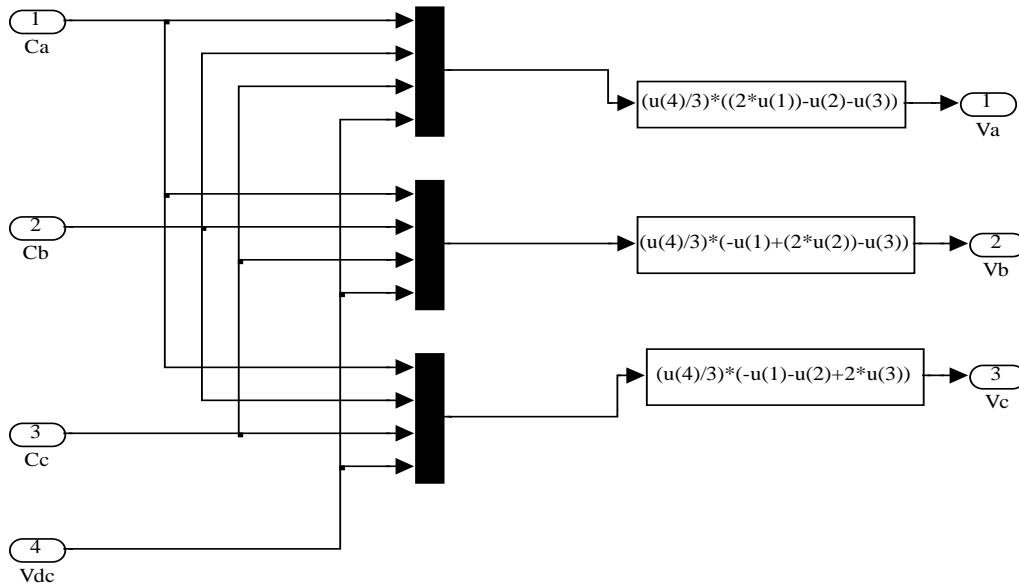 1
Ca
(u(4)/3)*((2*u(1))-u(2)-u(3))
1
Va
2
Cb
(u(4)/3)*(-u(1)+(2*u(2))-u(3))
2
Vb
(u(4)/3)*(-u(1)-u(2)+2*u(3))
3
Vc
3
Cc
4
Vdc